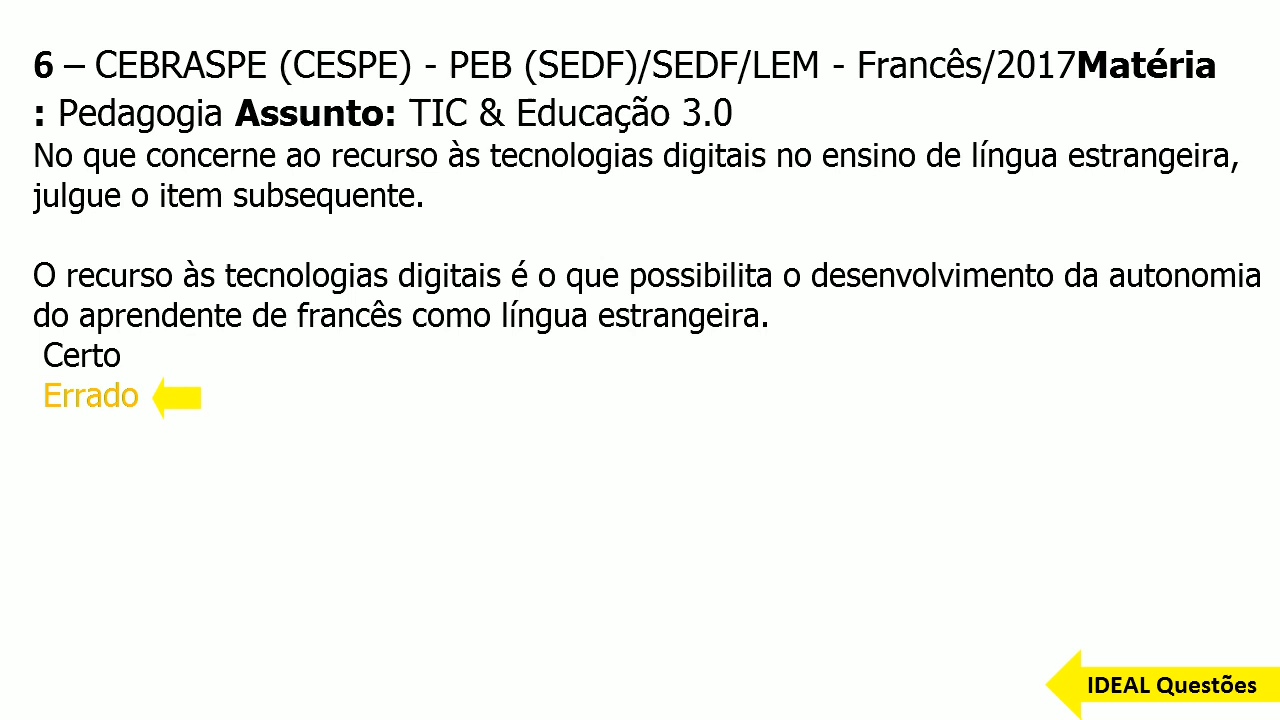 6 – CEBRASPE (CESPE) - PEB (SEDF)/SEDF/LEM - Francês/2017Matéria
: Pedagogia Assunto: TIC & Educação 3.0
No que concerne ao recurso às tecnologias digitais no ensino de língua estrangeira,
julgue o item subsequente.
O recurso às tecnologias digitais é o que possibilita o desenvolvimento da autonomia
do aprendente de francês como língua estrangeira.
Certo
Errado
IDEAL Questões